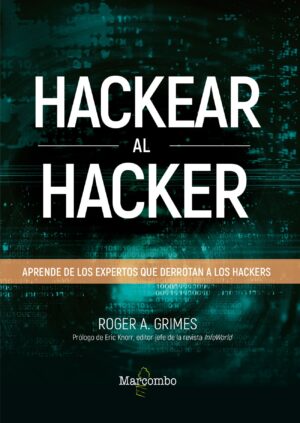 HACKEAR
AL
HACKER
APRENDE DE LOS EXPERTOS QUE DERROTAN A LOS HACKERS
ROGER A. GRIMES
Prólogo de Eric Knorr, editor jefe de la revista InfoWorld
Marcombo